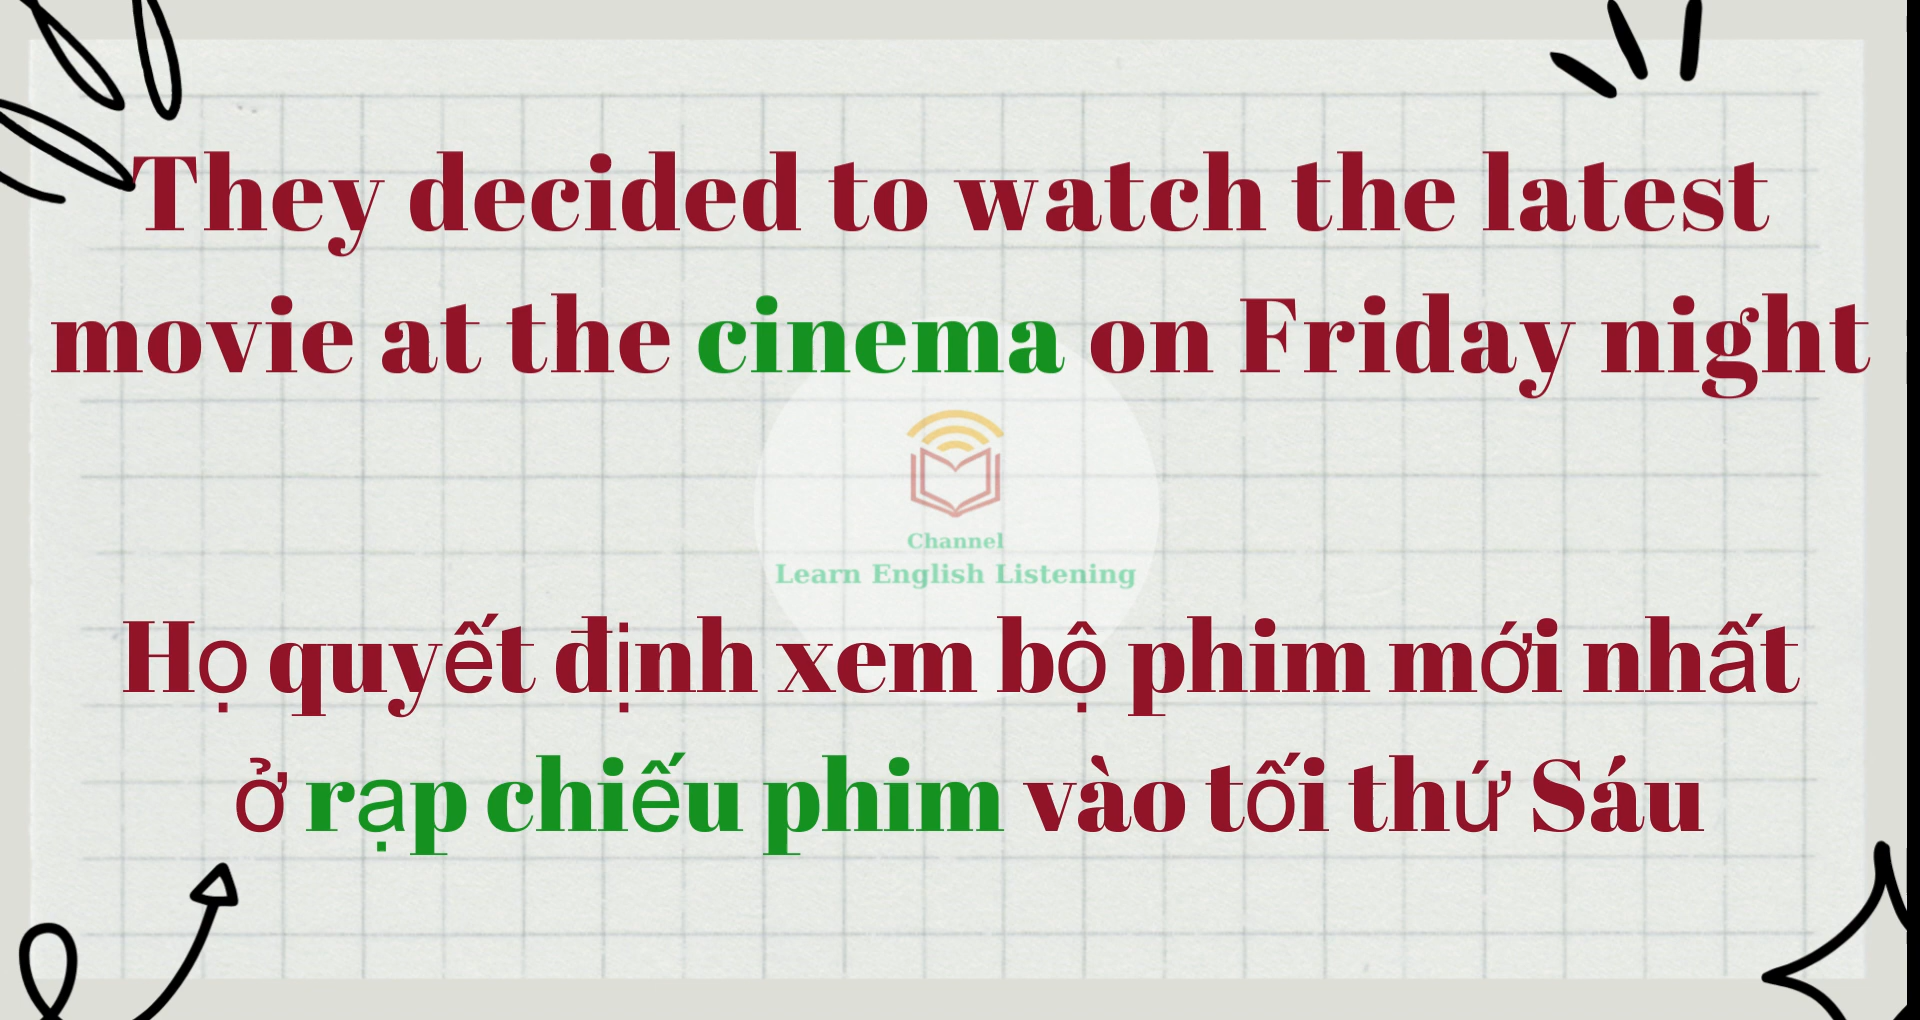 They decided to watch the latest
movie at the cinema on Friday night
Channel
Learn English Listening
Họ quyết định xem bộ phim mới nhất
ở rạp chiếu phim vào tối thứ Sáu